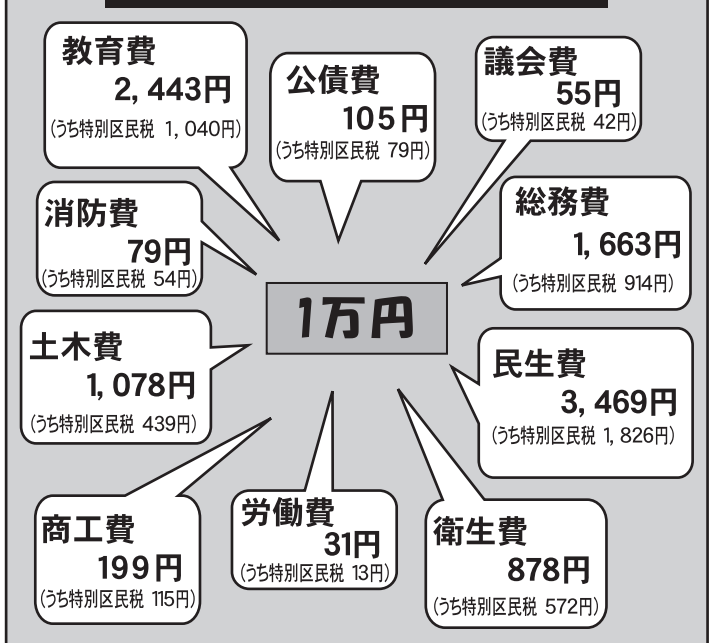 教育費
2,443円
(うち特別区民税 1,040円)
公債費
105円
(うち特別区民税 79円)
議会費
55円
(うち特別区民税 42円)
消防費
79円
(うち特別区民税 54円)
総務費
1,663円
(うち特別区民税 914円)
1万円
土木費
1,078円
(うち特別区民税 439円)
民生費
3,469円
(うち特別区民税 1,826円)
商工費
199円
(うち特別区民税 115円)
労働費
31円
(うち特別区民税 13円)
衛生費
878円
(うち特別区民税 572円)